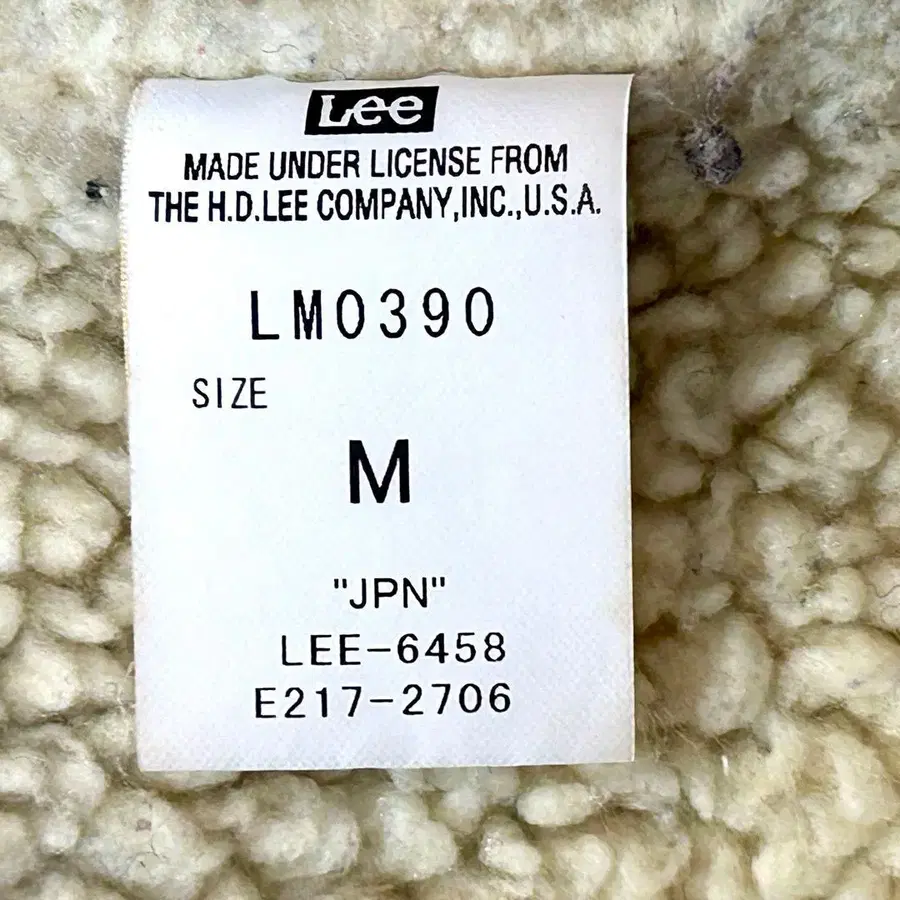 Lee
MADE UNDER LICENSE FROM
THE H.D.LEE COMPANY,INC.,U.S.A.
LM0390
SIZE
M
"JPN"
LEE-6458
E217-2706